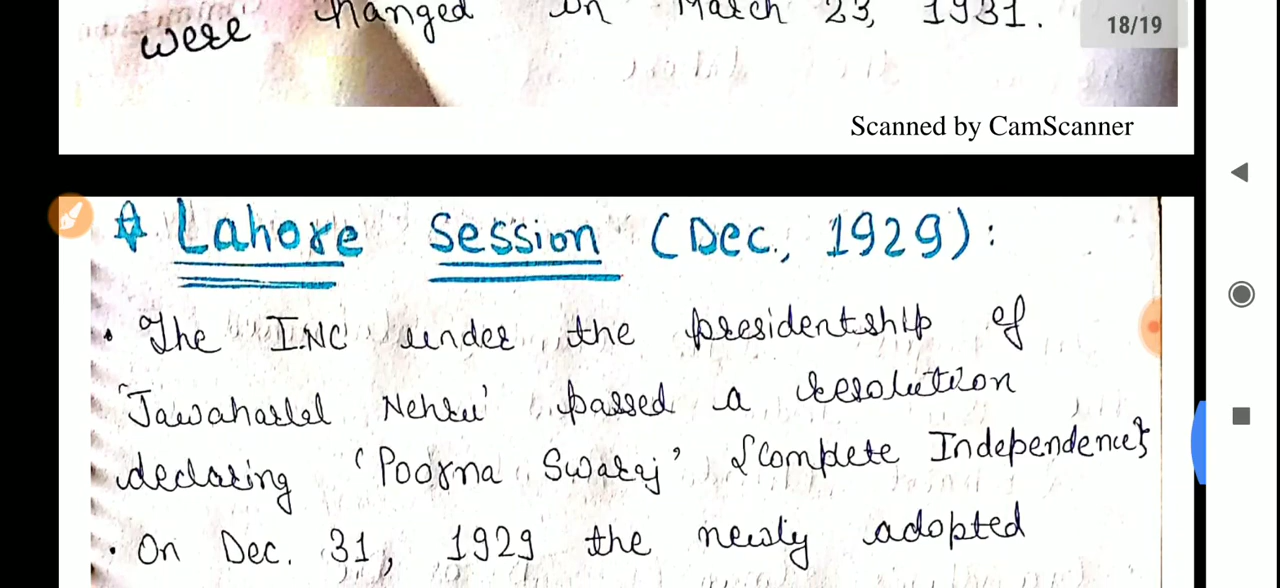 were hanged on March 23, 1931.
18/19
Scanned by CamScanner
Lahore Session (Dec., 1929):
• The INC under the presidentship of
'Jawaharlal Nehru' passed a resolution
declaring 'Poorna Swaraj' {Complete Independence}
• On Dec. 31, 1929 the newly adopted